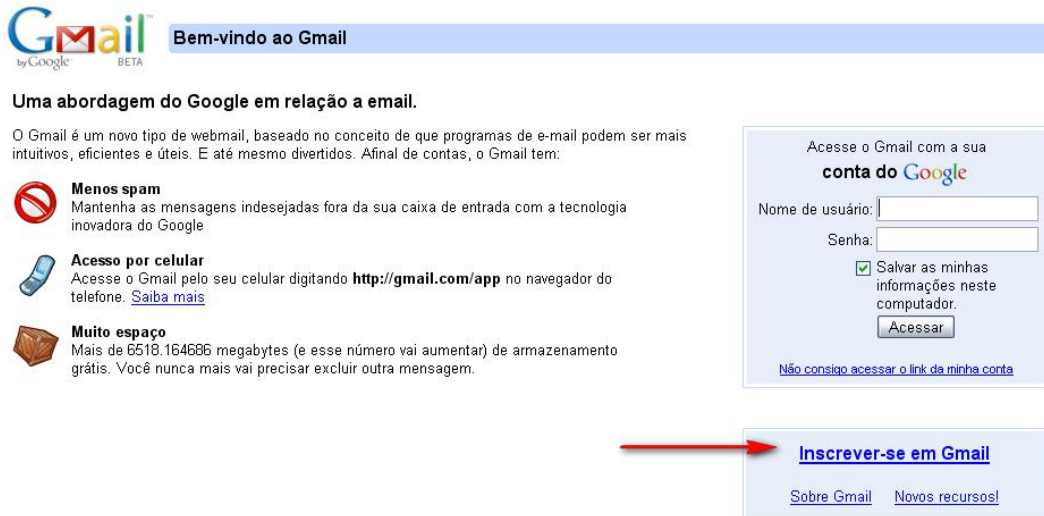 Gmail
by Google BETA
Bem-vindo ao Gmail
Uma abordagem do Google em relação a email.
O Gmail é um novo tipo de webmail, baseado no conceito de que programas de e-mail podem ser mais
intuitivos, eficientes e úteis. E até mesmo divertidos. Afinal de contas, o Gmail tem:
Menos spam
Mantenha as mensagens indesejadas fora da sua caixa de entrada com a tecnologia
inovadora do Google
Acesso por celular
Acesse o Gmail pelo seu celular digitando http://gmail.com/app no navegador do
telefone. Saiba mais
Muito espaço
Mais de 6518.164686 megabytes (e esse número vai aumentar) de armazenamento
grátis. Você nunca mais vai precisar excluir outra mensagem.
Acesse o Gmail com a sua
conta do Google
Nome de usuário:
Senha:
Salvar as minhas
informações neste
computador.
Acessar
Não consigo acessar o link da minha conta
Inscrever-se em Gmail
Sobre Gmail Novos recursos!